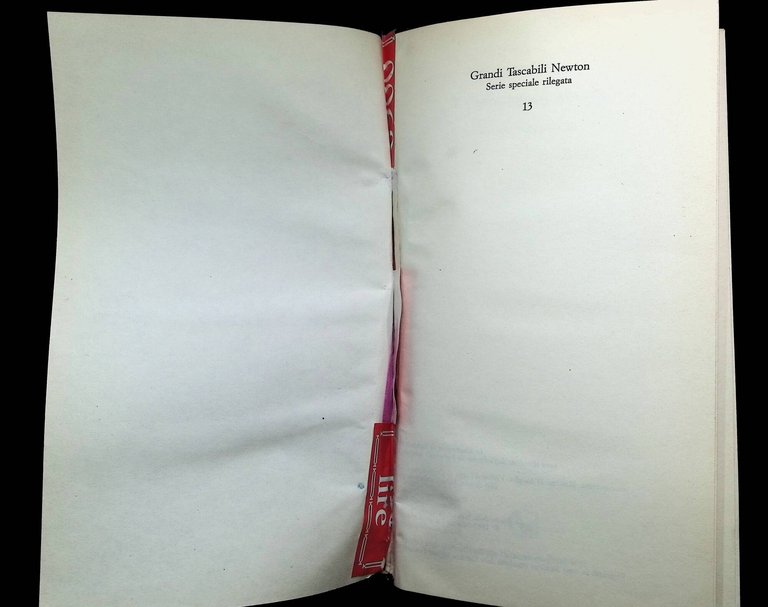 Grandi Tascabili Newton
Serie speciale rilegata
13
lire